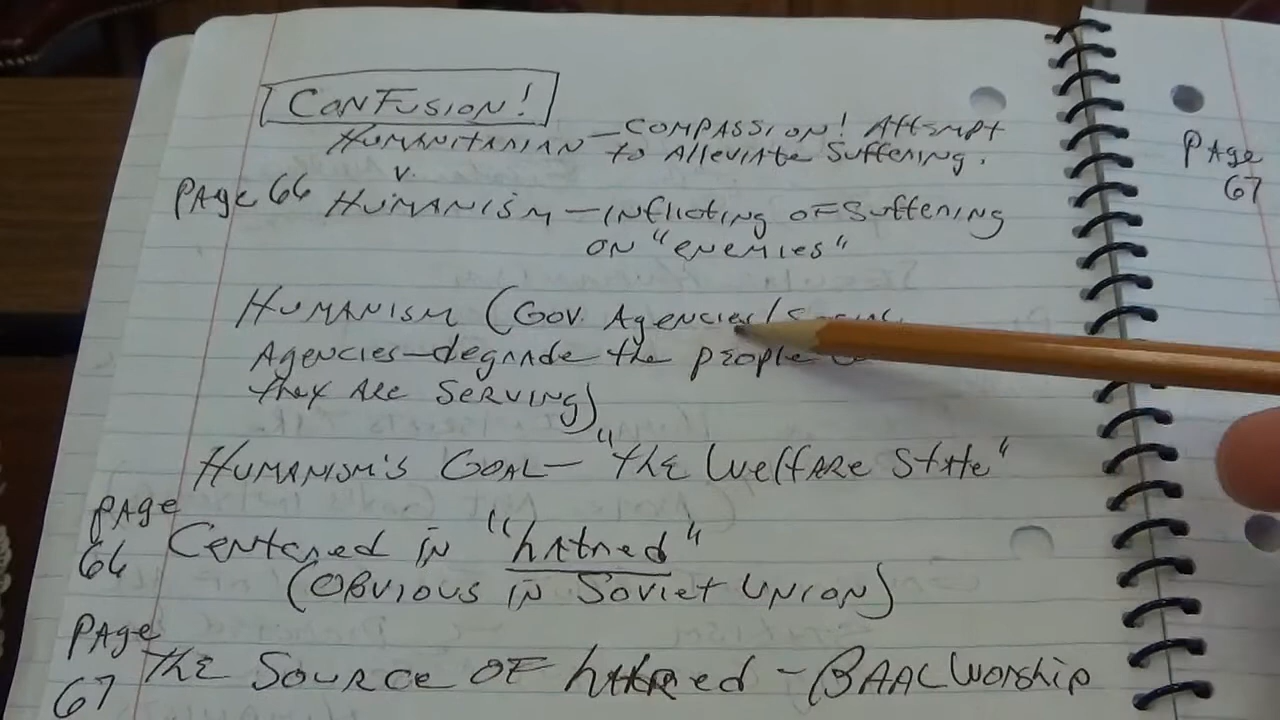 CONFUSION!
HUMANITARIAN - COMPASSION! Attempt
to Alleviate Suffering.
v.
PAge 66 HUMANISM - inflicting OF Suffering
ON "eNeMies"
HUMANISM (Gov. Agencies/
Agencies-degrade the people
they Are Serving)
HUMANISM'S GOAL- "the Welfare State"
PAge
66 Centered in "hatred"
(OBVIOUS IN Soviet UNION)
PAge
67 the Source OF hatred - BAAL Worship
PAge
67